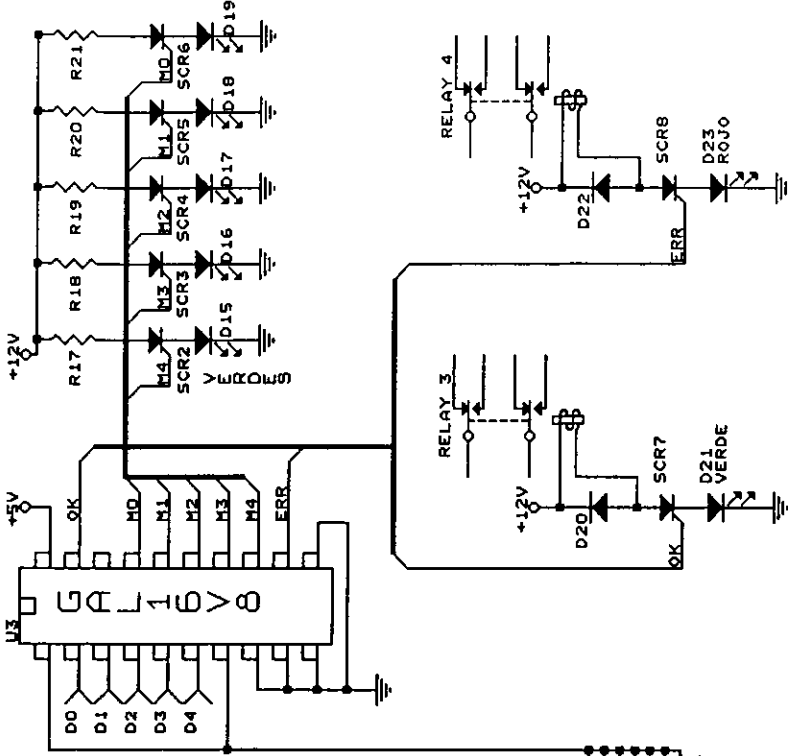 +12V
R17
R18
R19
R20
R21
M4
M3
M2
M1
M0
SCR2
SCR3
SCR4
SCR5
SCR6
D15
D16
D17
D18
D19
VERDES
+5V
U3
GAL16V8
D0
D1
D2
D3
D4
OK
M0
M1
M2
M3
M4
ERR
RELAY 3
+12V
D20
SCR7
D21
VERDE
OK
RELAY 4
+12V
D22
SCR8
D23
ROJO
ERR